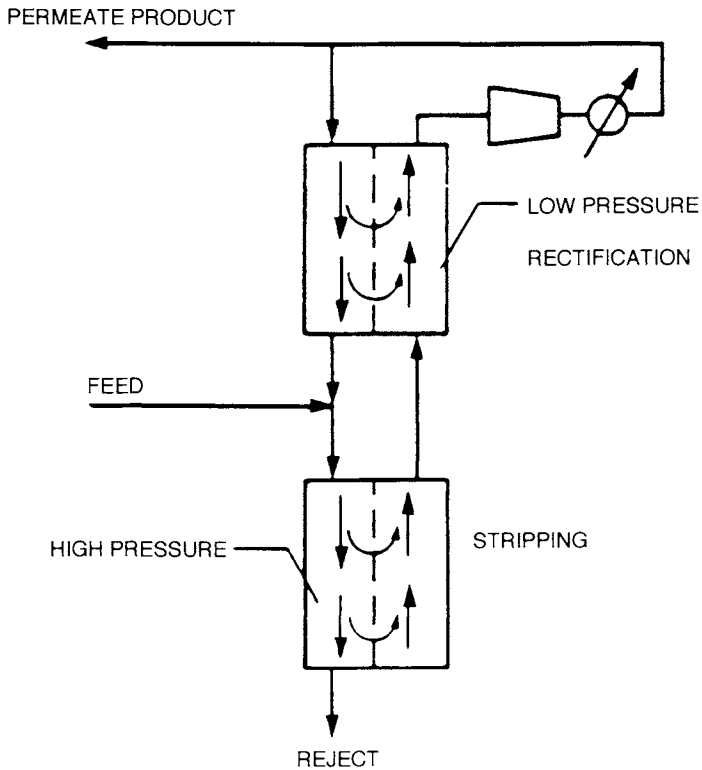 PERMEATE PRODUCT
LOW PRESSURE
RECTIFICATION
FEED
HIGH PRESSURE
STRIPPING
REJECT